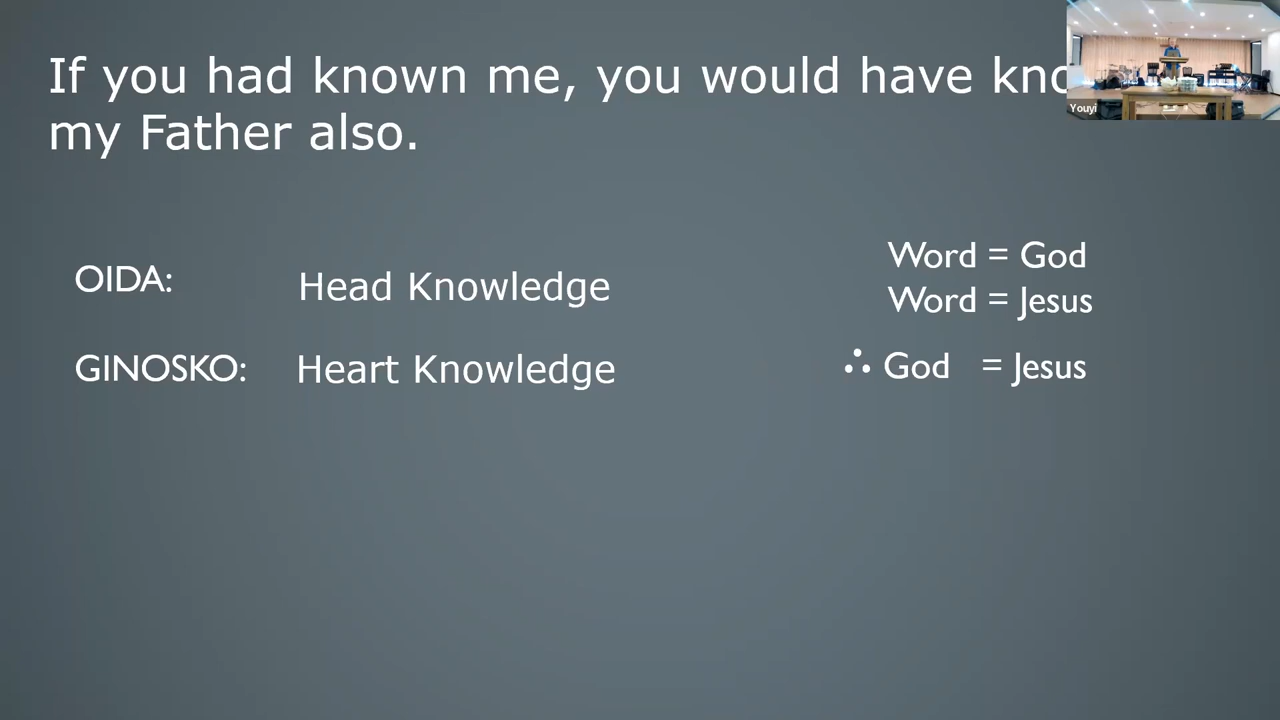 If you had known me, you would have
my Father also.
OIDA: Head Knowledge
GINOSKO: Heart Knowledge
Word = God
Word = Jesus
∴ God = Jesus
Youyi